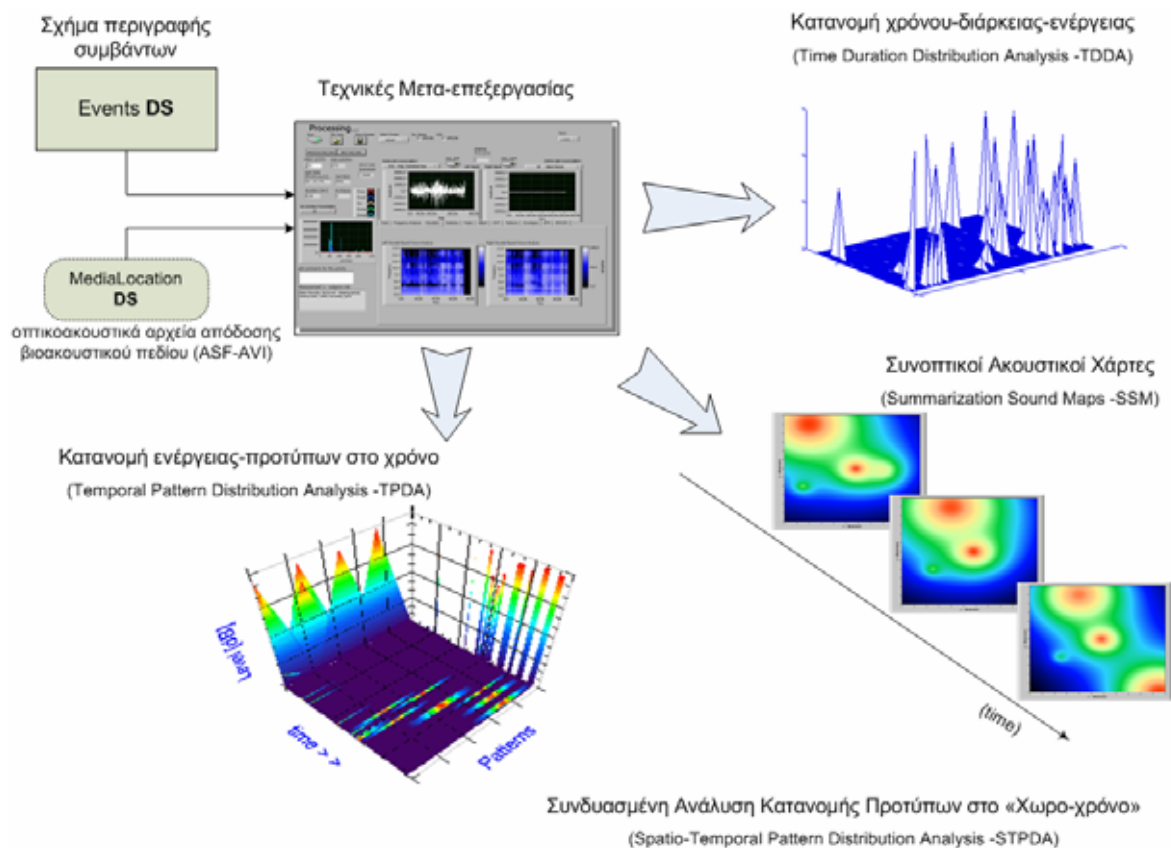 Σχήμα περιγραφής
συμβάντων
Events DS
MediaLocation
DS
οπτικοακουστικά αρχεία απόδοσης
βιοακουστικού πεδίου (ASF-AVI)
Τεχνικές Μετα-επεξεργασίας
Processing...
Κατανομή χρόνου-διάρκειας-ενέργειας
(Time Duration Distribution Analysis -TDDA)
Συνοπτικοί Ακουστικοί Χάρτες
(Summarization Sound Maps -SSM)
(time)
Κατανομή ενέργειας-προτύπων στο χρόνο
(Temporal Pattern Distribution Analysis -TPDA)
Level [dB]
time > >
Patterns
Συνδυασμένη Ανάλυση Κατανομής Προτύπων στο «Χωρο-χρόνο»
(Spatio-Temporal Pattern Distribution Analysis -STPDA)